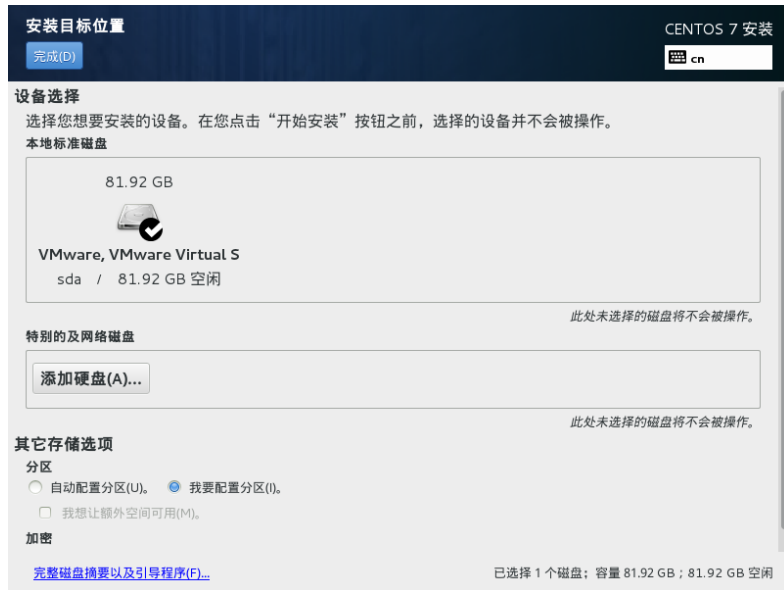 安装目标位置
CENTOS 7 安装
完成(D)
cn
设备选择
选择您想要安装的设备。在您点击“开始安装”按钮之前，选择的设备并不会被操作。
本地标准磁盘
81.92 GB
VMware, VMware Virtual S
sda / 81.92 GB 空闲
此处未选择的磁盘将不会被操作。
特别的及网络磁盘
添加硬盘(A)...
此处未选择的磁盘将不会被操作。
其它存储选项
分区
自动配置分区(U)。 我要配置分区(I)。
我想让额外空间可用(M)。
加密
完整磁盘摘要以及引导程序(F)...
已选择 1 个磁盘；容量 81.92 GB；81.92 GB 空闲